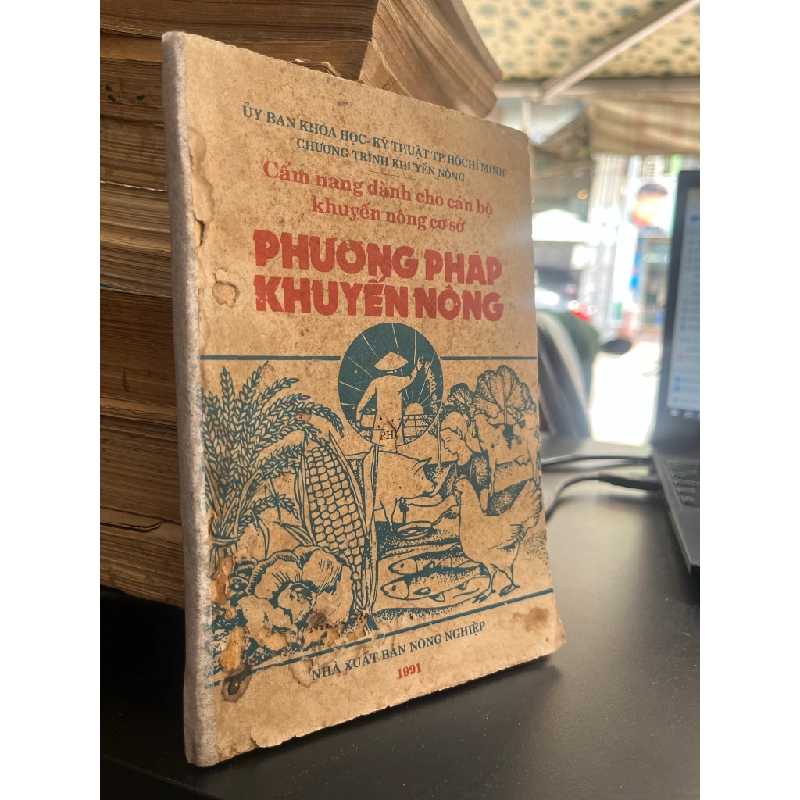 ỦY BAN KHOA HỌC - KỸ THUẬT TP. HỒ CHÍ MINH
CHƯƠNG TRÌNH KHUYẾN NÔNG
Cẩm nang dành cho cán bộ
khuyến nông cơ sở
PHƯƠNG PHÁP
KHUYẾN NÔNG
NHÀ XUẤT BẢN NÔNG NGHIỆP
1991